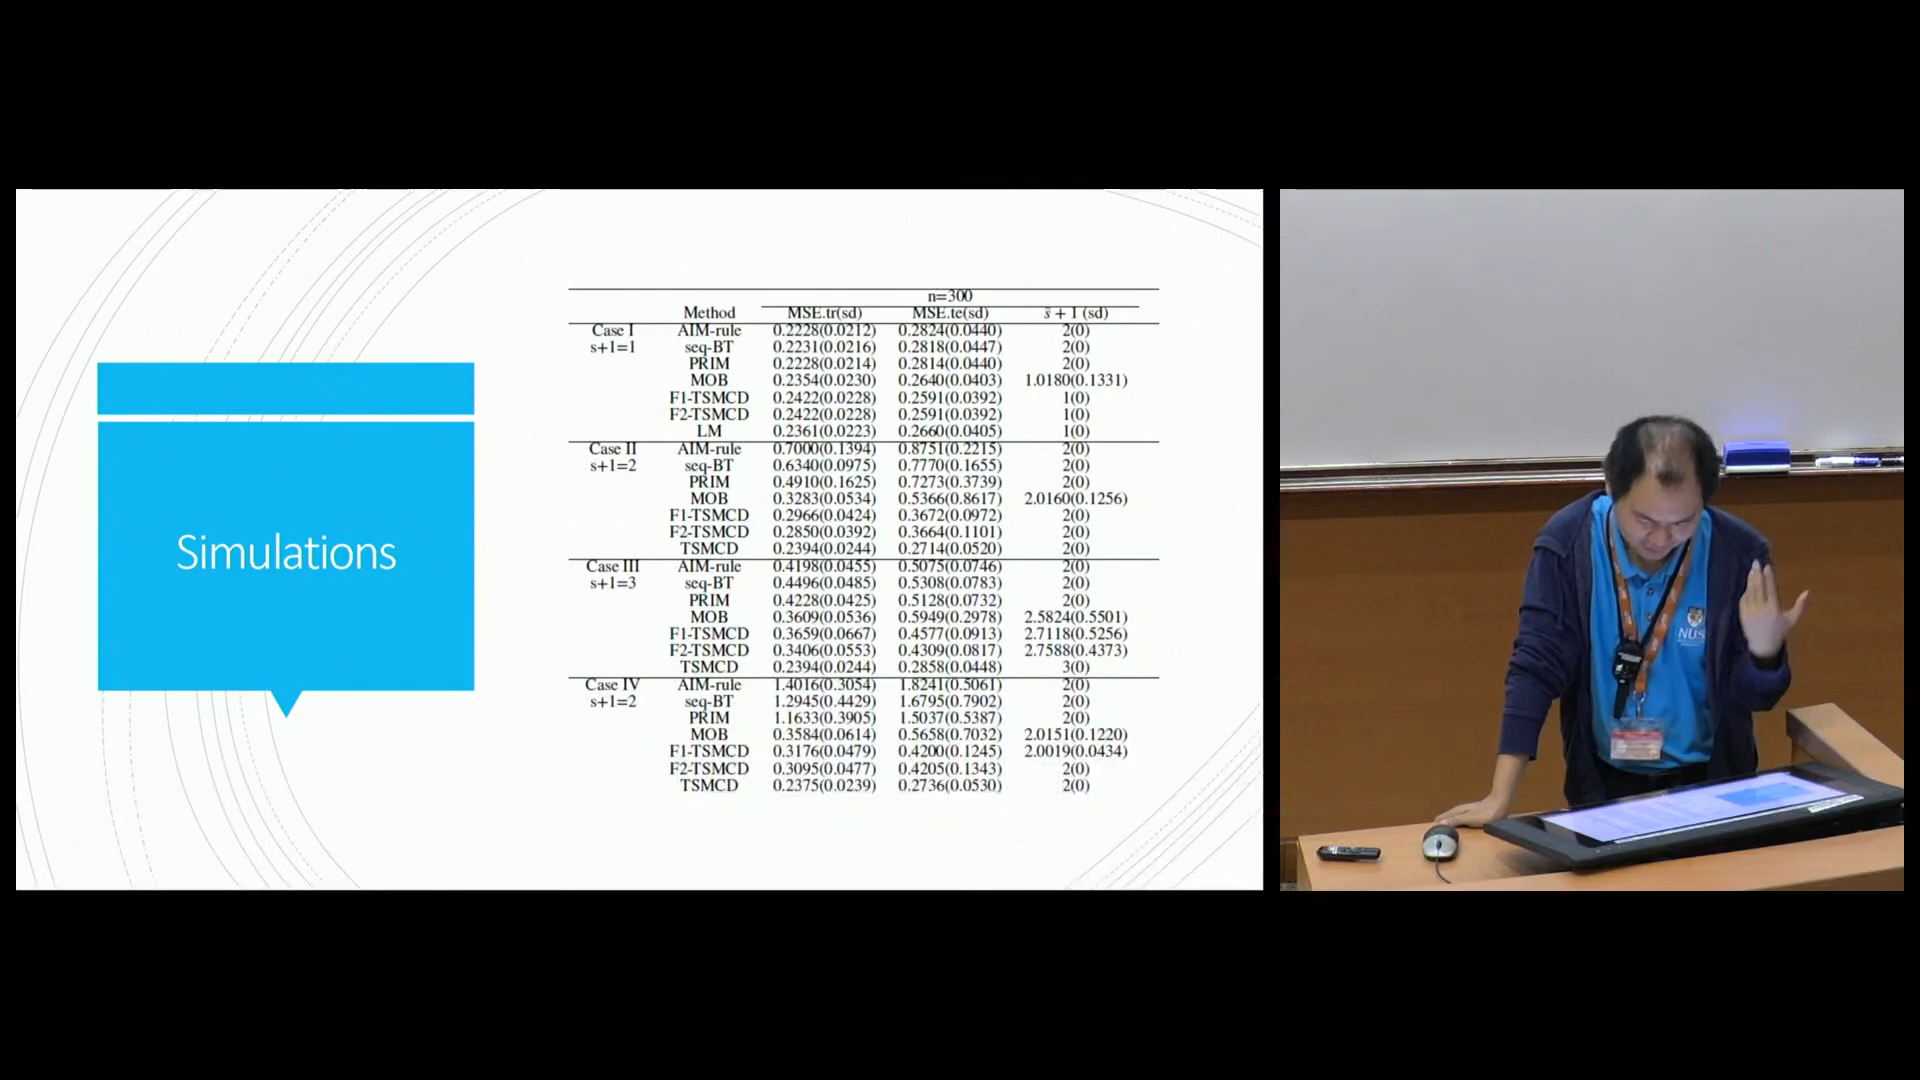 Simulations
n=300
Method MSE.tr(sd) MSE.te(sd) ŝ + 1 (sd)
Case I AIM-rule 0.2228(0.0212) 0.2824(0.0440) 2(0)
s+1=1 seq-BT 0.2231(0.0216) 0.2818(0.0447) 2(0)
PRIM 0.2228(0.0214) 0.2814(0.0440) 2(0)
MOB 0.2354(0.0230) 0.2640(0.0403) 1.0180(0.1331)
F1-TSMCD 0.2422(0.0228) 0.2591(0.0392) 1(0)
F2-TSMCD 0.2422(0.0228) 0.2591(0.0392) 1(0)
LM 0.2361(0.0223) 0.2660(0.0405) 1(0)
Case II AIM-rule 0.7000(0.1394) 0.8751(0.2215) 2(0)
s+1=2 seq-BT 0.6340(0.0975) 0.7770(0.1655) 2(0)
PRIM 0.4910(0.1625) 0.7273(0.3739) 2(0)
MOB 0.3283(0.0534) 0.5366(0.8617) 2.0160(0.1256)
F1-TSMCD 0.2966(0.0424) 0.3672(0.0972) 2(0)
F2-TSMCD 0.2850(0.0392) 0.3664(0.1101) 2(0)
TSMCD 0.2394(0.0244) 0.2714(0.0520) 2(0)
Case III AIM-rule 0.4198(0.0455) 0.5075(0.0746) 2(0)
s+1=3 seq-BT 0.4496(0.0485) 0.5308(0.0783) 2(0)
PRIM 0.4228(0.0425) 0.5128(0.0732) 2(0)
MOB 0.3609(0.0536) 0.5949(0.2978) 2.5824(0.5501)
F1-TSMCD 0.3659(0.0667) 0.4577(0.0913) 2.7118(0.5256)
F2-TSMCD 0.3406(0.0553) 0.4309(0.0817) 2.7588(0.4373)
TSMCD 0.2394(0.0244) 0.2858(0.0448) 3(0)
Case IV AIM-rule 1.4016(0.3054) 1.8241(0.5061) 2(0)
s+1=2 seq-BT 1.2945(0.4429) 1.6795(0.7902) 2(0)
PRIM 1.1633(0.3905) 1.5037(0.5387) 2(0)
MOB 0.3584(0.0614) 0.5658(0.7032) 2.0151(0.1220)
F1-TSMCD 0.3176(0.0479) 0.4200(0.1245) 2.0019(0.0434)
F2-TSMCD 0.3095(0.0477) 0.4205(0.1343) 2(0)
TSMCD 0.2375(0.0239) 0.2736(0.0530) 2(0)
NUS